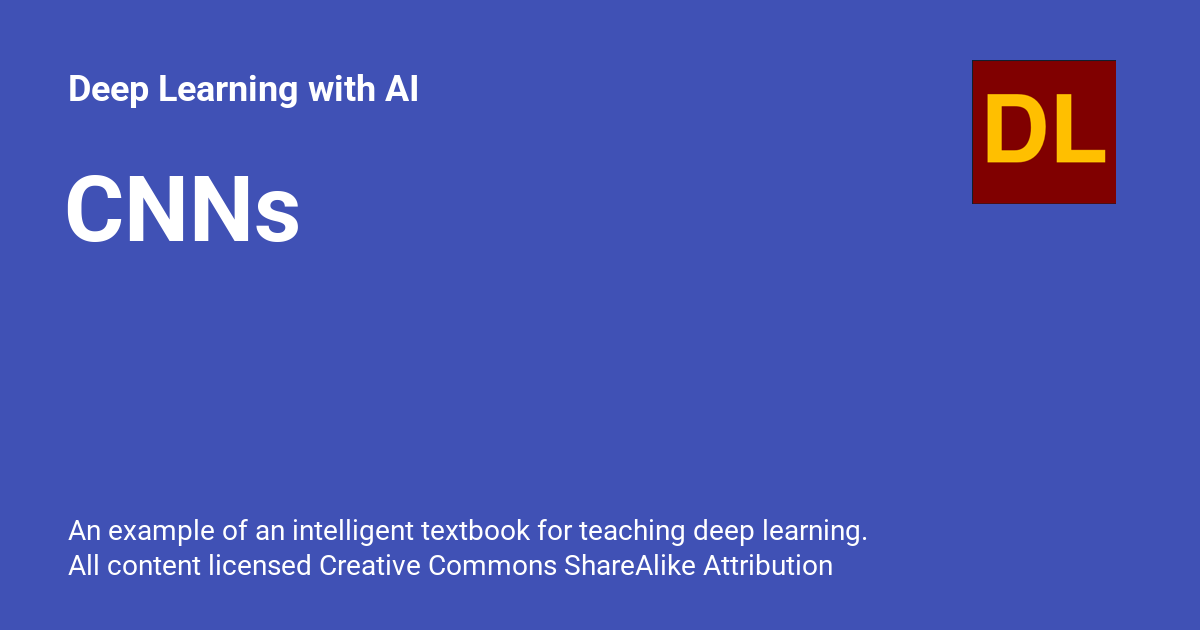 Deep Learning with AI
DL
CNNs
An example of an intelligent textbook for teaching deep learning.
All content licensed Creative Commons ShareAlike Attribution